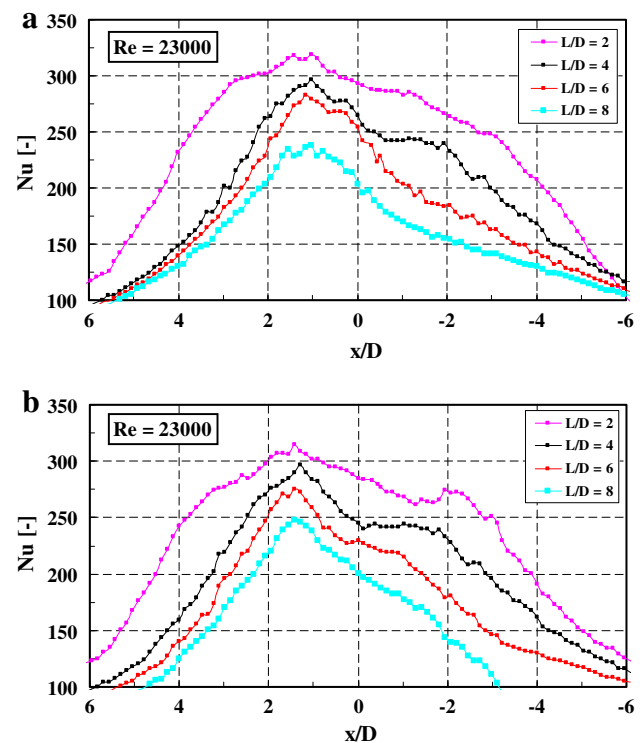 a
Re = 23000
L/D = 2
L/D = 4
L/D = 6
L/D = 8
350
300
250
200
150
100
Nu [-]
6
4
2
0
-2
-4
-6
x/D
b
Re = 23000
L/D = 2
L/D = 4
L/D = 6
L/D = 8
350
300
250
200
150
100
Nu [-]
6
4
2
0
-2
-4
-6
x/D